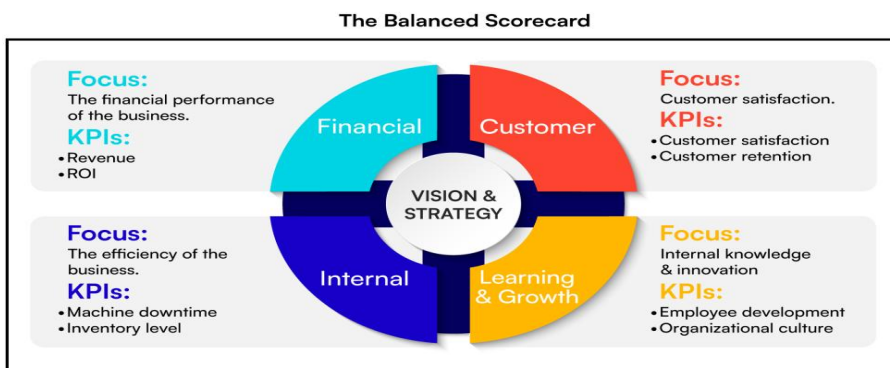 The Balanced Scorecard
Focus:
The financial performance
of the business.
KPIs:
•Revenue
•ROI
Financial
Customer
Focus:
Customer satisfaction.
KPIs:
•Customer satisfaction
•Customer retention
VISION &
STRATEGY
Focus:
The efficiency of the
business.
KPIs:
•Machine downtime
•Inventory level
Internal
Learning
& Growth
Focus:
Internal knowledge
& innovation
KPIs:
•Employee development
•Organizational culture